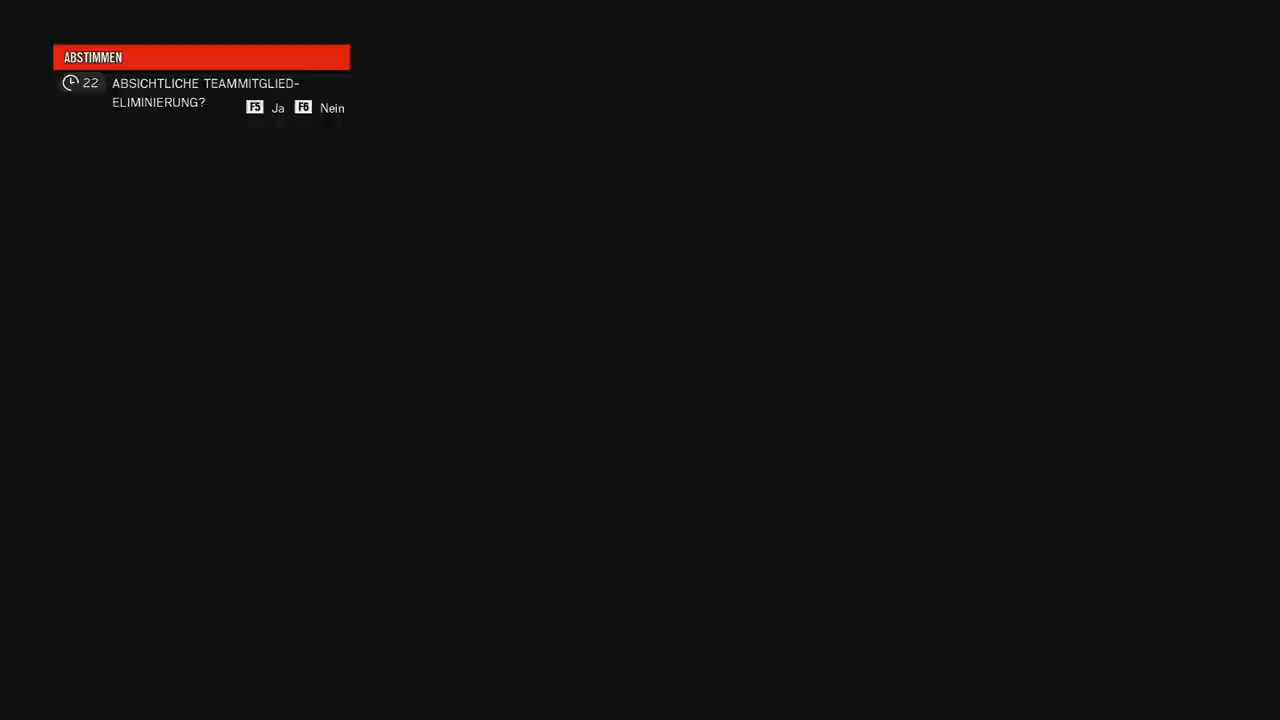 ABSTIMMEN
22 ABSICHTLICHE TEAMMITGLIED-
ELIMINIERUNG? F5 Ja F6 Nein